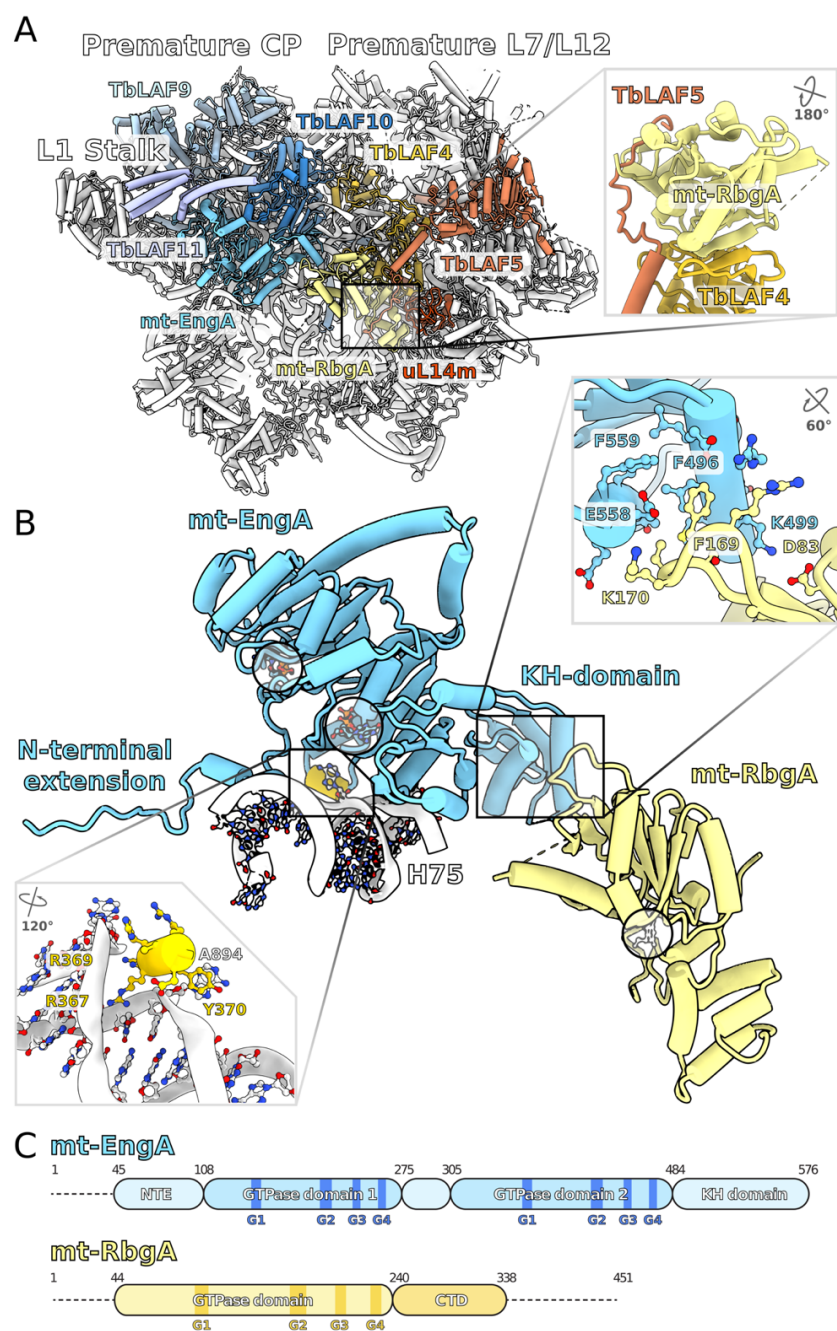 A
Premature CP
Premature L7/L12
TbLAF9
TbLAF10
L1 Stalk
TbLAF4
TbLAF11
TbLAF5
mt-EngA
mt-RbgA
uL14m
TbLAF5
180°
mt-RbgA
TbLAF4
60°
F559
F496
E558
K499
F169
D83
K170
B
mt-EngA
KH-domain
N-terminal
extension
mt-RbgA
H75
120°
A894
R369
R367
Y370
C
mt-EngA
1 45 108 275 305 484 576
NTE GTPase domain 1 GTPase domain 2 KH domain
G1 G2 G3 G4 G1 G2 G3 G4
mt-RbgA
1 44 240 338 451
GTPase domain CTD
G1 G2 G3 G4